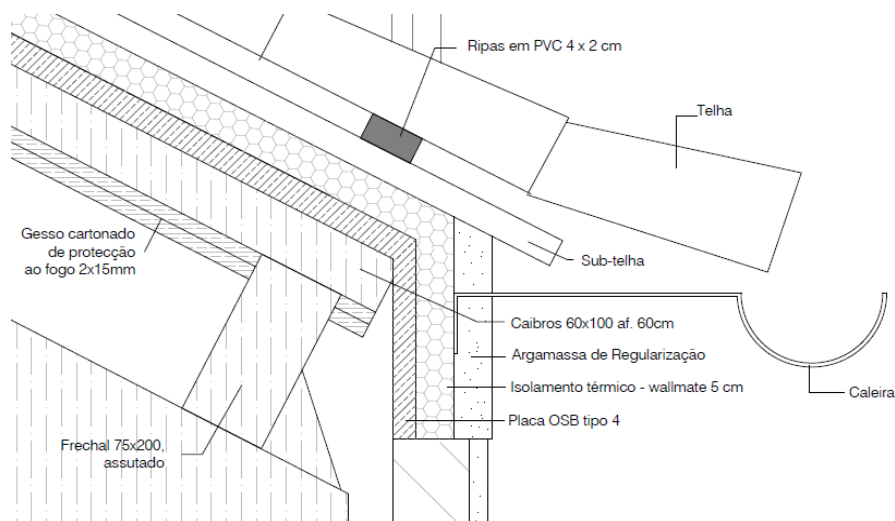 Ripas em PVC 4 x 2 cm
Telha
Gesso cartonado
de protecção
ao fogo 2x15mm
Sub-telha
Caibros 60x100 af. 60cm
Argamassa de Regularização
Isolamento térmico - wallmate 5 cm
Caleira
Placa OSB tipo 4
Frechal 75x200,
assutado